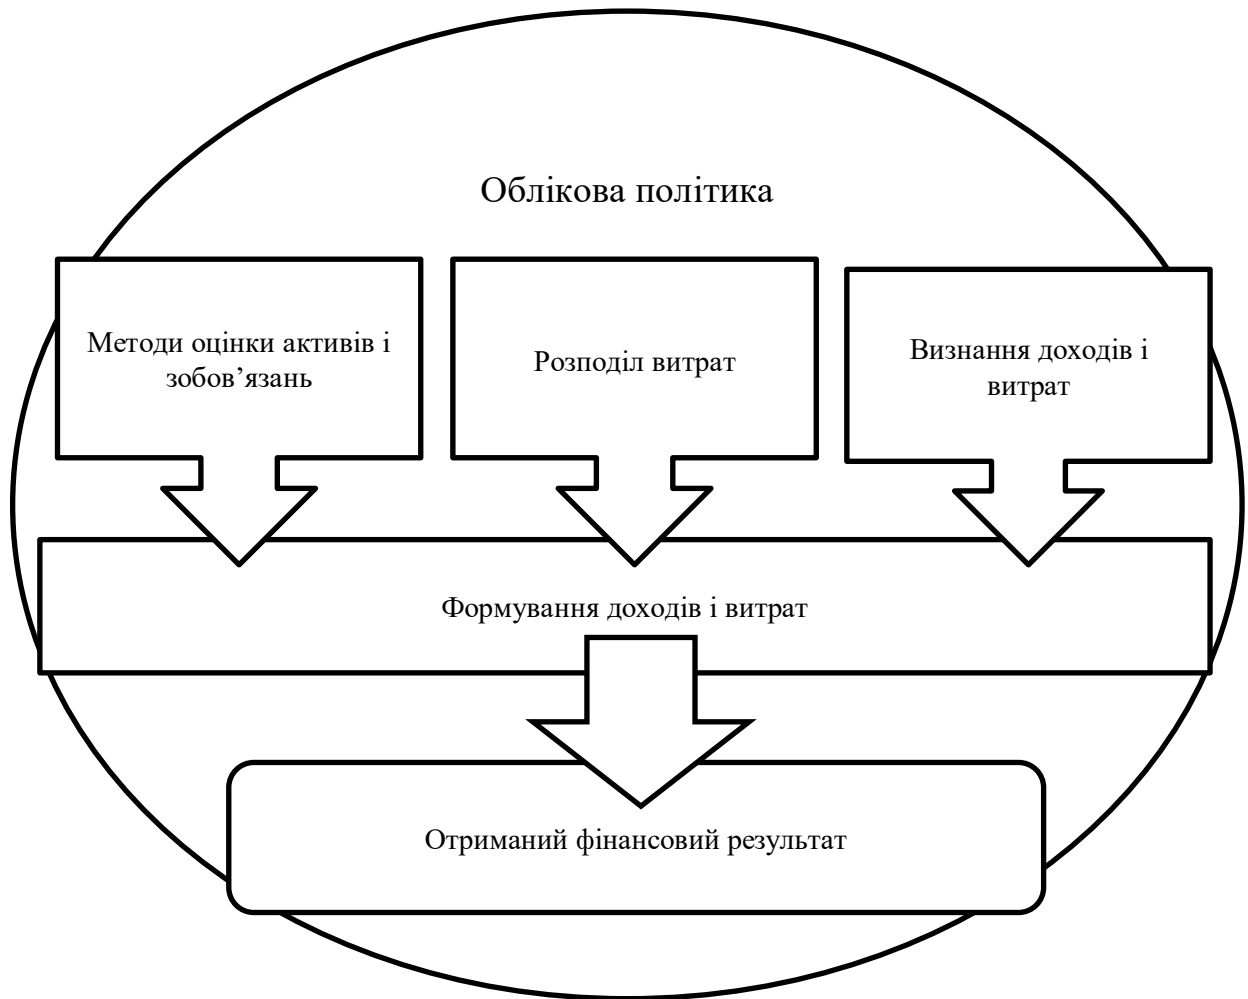 Облікова політика
Методи оцінки активів і
зобов’язань
Розподіл витрат
Визнання доходів і
витрат
Формування доходів і витрат
Отриманий фінансовий результат